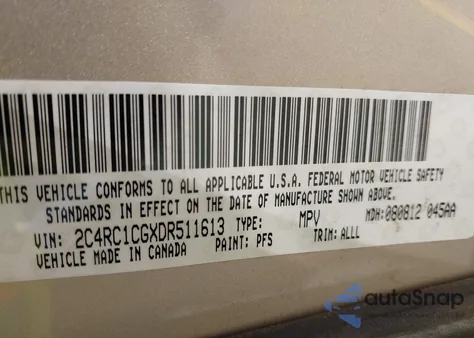 THIS VEHICLE CONFORMS TO ALL APPLICABLE U.S.A. FEDERAL MOTOR VEHICLE SAFETY
STANDARDS IN EFFECT ON THE DATE OF MANUFACTURE SHOWN ABOVE.
VIN: 2C4RC1CGXDR511613 TYPE: MPV MDH: 080812 045AA
VEHICLE MADE IN CANADA PAINT: PFS TRIM: ALLL
autoSnap